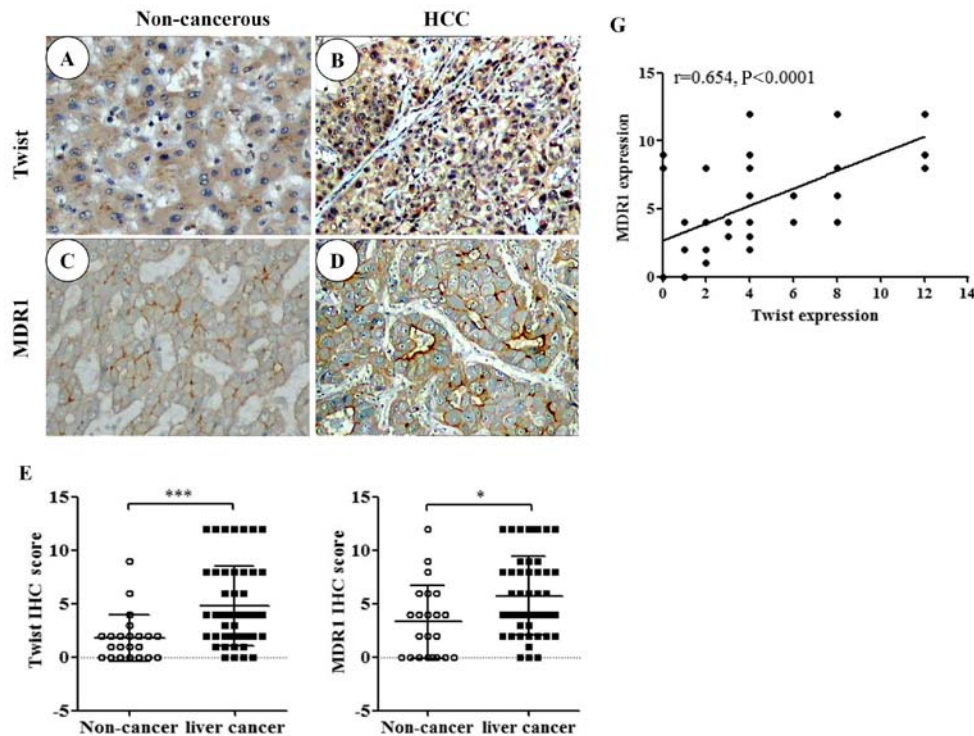 Non-cancerous
HCC
G
A
B
Twist
C
D
MDR1
r=0.654, P<0.0001
15
10
5
0
MDR1 expression
0
2
4
6
8
10
12
14
Twist expression
E
***
15
10
5
0
-5
Twist IHC score
Non-cancer
liver cancer
*
15
10
5
0
-5
MDR1 IHC score
Non-cancer
liver cancer